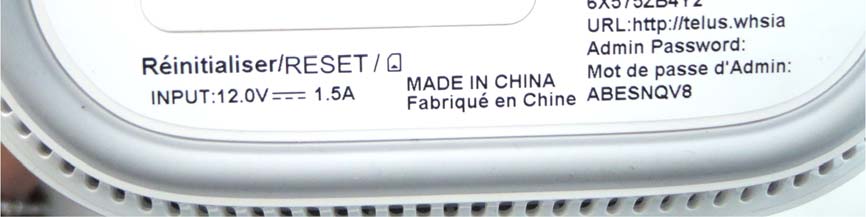 Réinitialiser/RESET /
INPUT:12.0V 1.5A
MADE IN CHINA
Fabriqué en Chine
6X575ZB4Y2
URL:http://telus.whsia
Admin Password:
Mot de passe d'Admin:
ABESNQV8